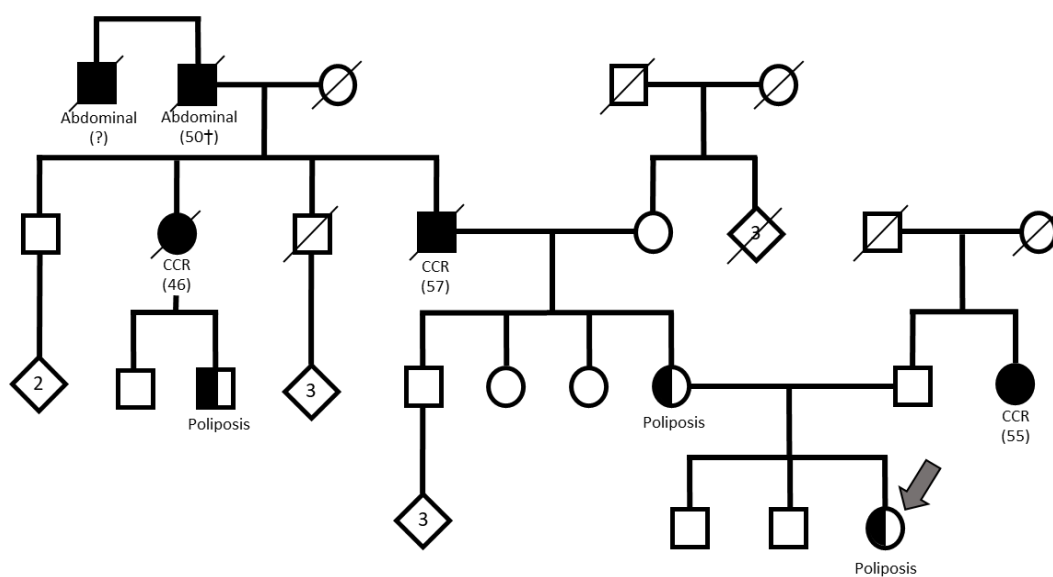 Abdominal
(?)
Abdominal
(50†)
3
CCR
(46)
CCR
(57)
2
3
Poliposis
Poliposis
CCR
(55)
3
Poliposis